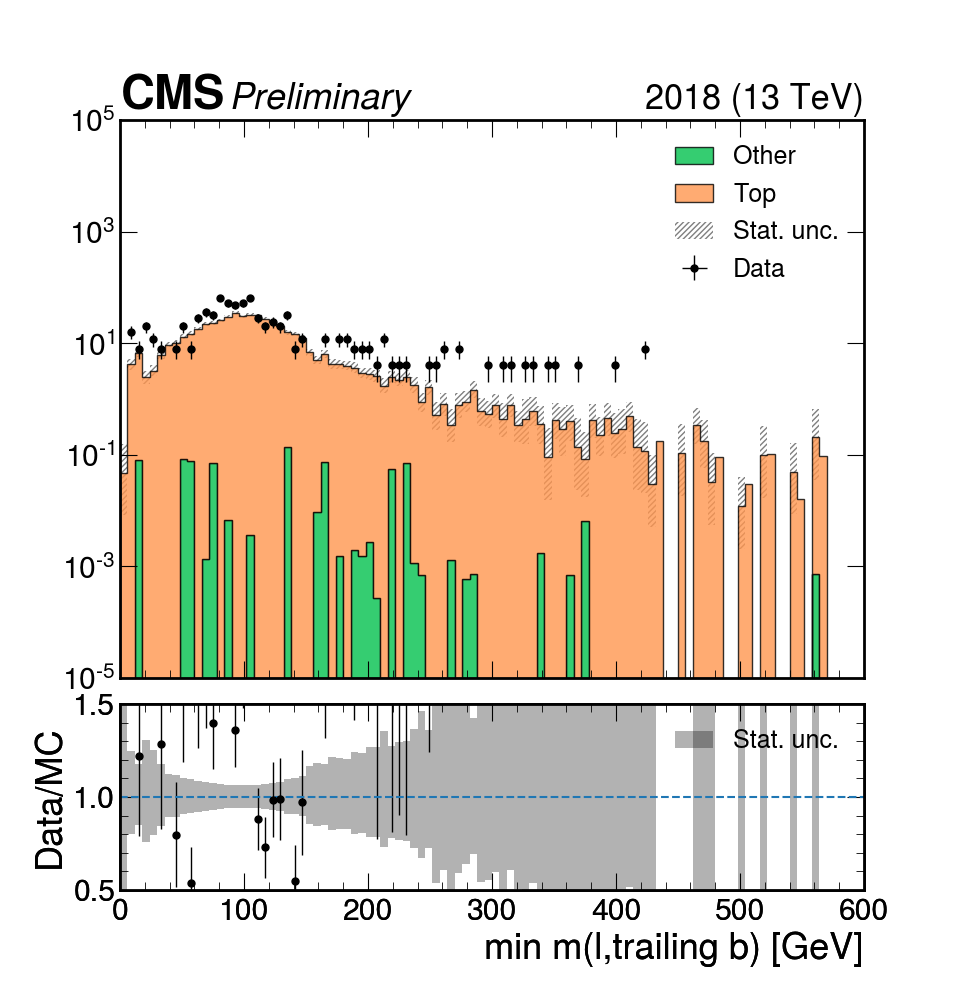 CMS Preliminary 2018 (13 TeV)
10^5
Other
Top
10^3
Stat. unc.
Data
10^1
10^-1
10^-3
10^-5
1.5
Stat. unc.
Data/MC
1.0
0.5
0 100 200 300 400 500 600
min m(l,trailing b) [GeV]